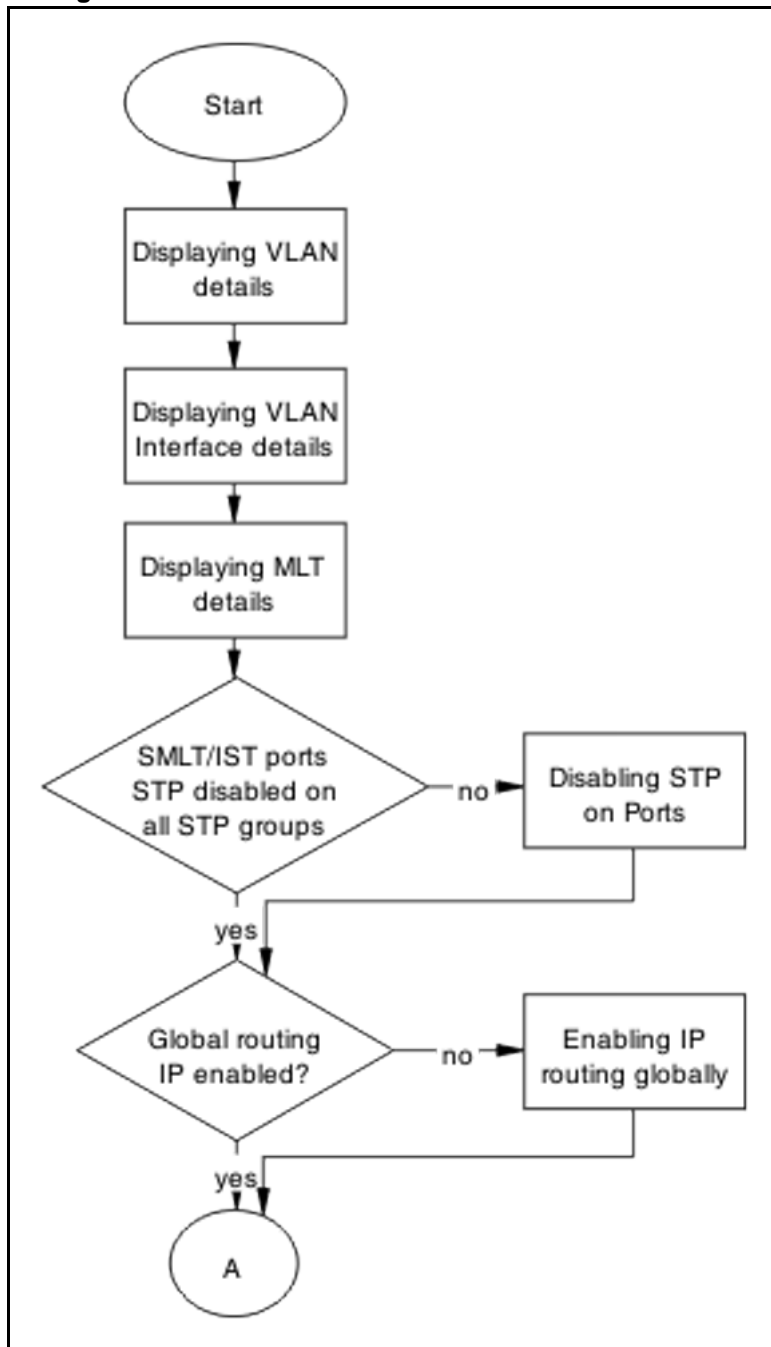 Start
Displaying VLAN
details
Displaying VLAN
Interface details
Displaying MLT
details
SMLT/IST ports
STP disabled on
all STP groups
no
Disabling STP
on Ports
yes
Global routing
IP enabled?
no
Enabling IP
routing globally
yes
A